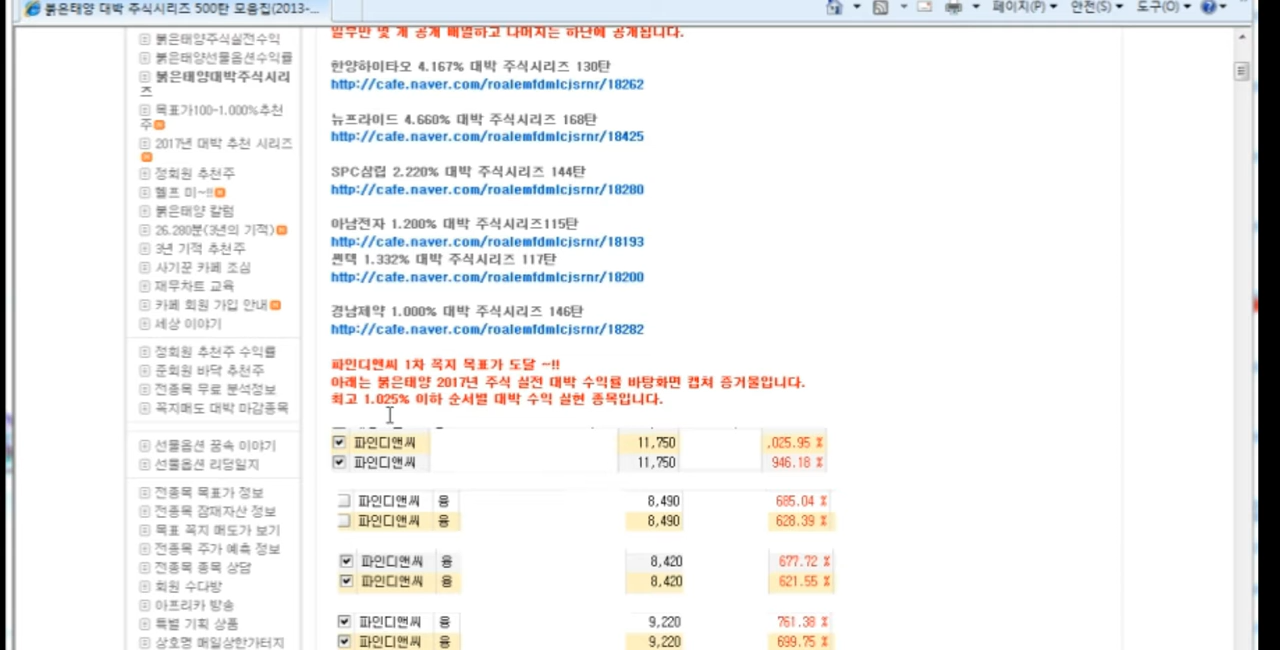 붉은태양 대박 주식시리즈 500탄 모음집(2013-...
페이지(P) 안전(S) 도구(O)
붉은태양주식실전수익
붉은태양선물옵션수익률
붉은태양대박주식시리
즈
목표가100-1.000%추천
주
2017년 대박 추천 시리즈
정회원 추천주
헬프 미~!!
붉은태양 칼럼
26.280분(3년의 기적)
3년 기적 추천주
사기꾼 카페 조심
재무차트 교육
카페 회원 가입 안내
세상 이야기
정회원 추천주 수익률
준회원 바닥 추천주
전종목 무료 분석정보
꼭지매도 대박 마감종목
선물옵션 꿈속 이야기
선물옵션 리딩일지
전종목 목표가 정보
전종목 잠재자산 정보
목표 꼭지 매도가 보기
전종목 주가 예측 정보
전종목 종목 상담
회원 수다방
아프리카 방송
특별 기획 상품
상호명 매일상한가터지
일부만 몇 개 공개 배열하고 나머지는 하단에 공개됩니다.
한양하이타오 4.167% 대박 주식시리즈 130탄
http://cafe.naver.com/roalemfdmlcjsrnr/18262
뉴프라이드 4.660% 대박 주식시리즈 168탄
http://cafe.naver.com/roalemfdmlcjsrnr/18425
SPC삼립 2.220% 대박 주식시리즈 144탄
http://cafe.naver.com/roalemfdmlcjsrnr/18280
아남전자 1.200% 대박 주식시리즈115탄
http://cafe.naver.com/roalemfdmlcjsrnr/18193
쎈텍 1.332% 대박 주식시리즈 117탄
http://cafe.naver.com/roalemfdmlcjsrnr/18200
경남제약 1.000% 대박 주식시리즈 146탄
http://cafe.naver.com/roalemfdmlcjsrnr/18282
파인디앤씨 1차 꼭지 목표가 도달 ~!!
아래는 붉은태양 2017년 주식 실전 대박 수익률 바탕화면 캡쳐 증거물입니다.
최고 1.025% 이하 순서별 대박 수익 실현 종목입니다.
파인디앤씨 11,750 ,025.95 %
파인디앤씨 11,750 946.18 %
파인디앤씨 융 8,490 685.04 %
파인디앤씨 융 8,490 628.39 %
파인디앤씨 융 8,420 677.72 %
파인디앤씨 융 8,420 621.55 %
파인디앤씨 융 9,220 761.38 %
파인디앤씨 융 9,220 699.75 %